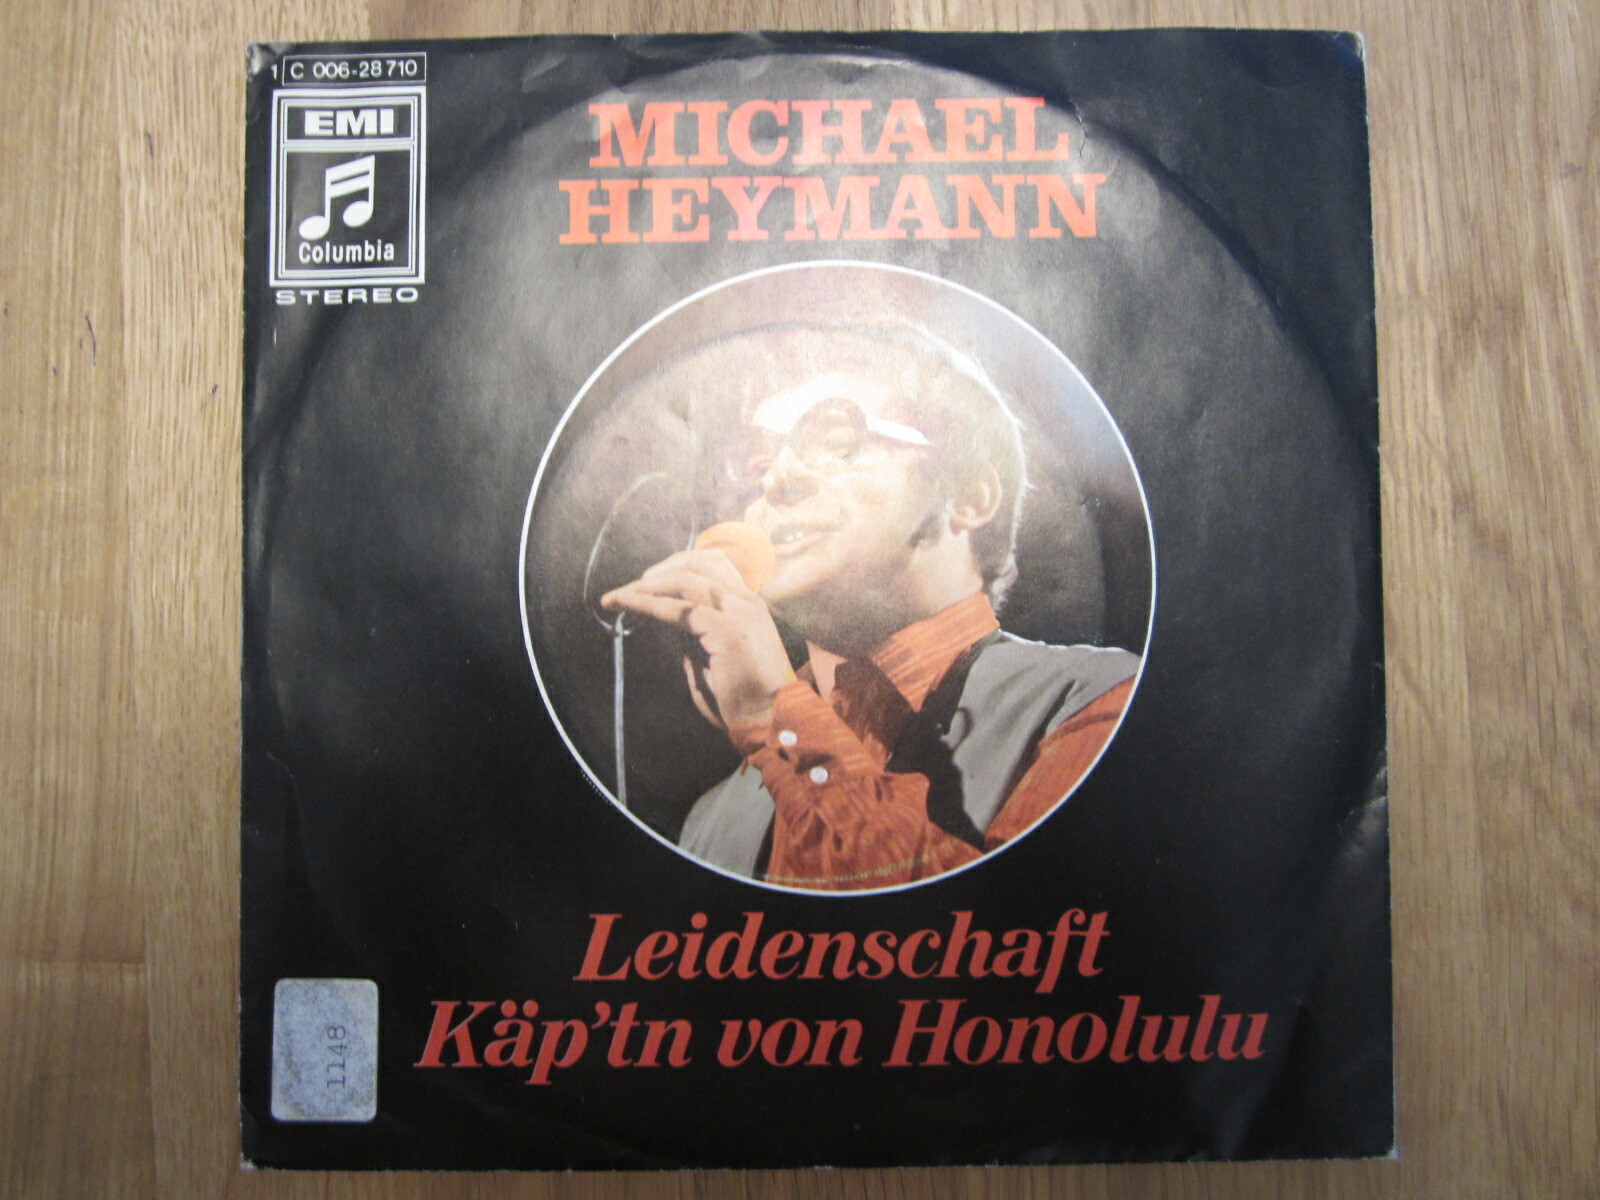 1 C 006-28 710
EMI
Columbia
STEREO
MICHAEL
HEYMANN
Leidenschaft
Käp'tn von Honolulu
1148